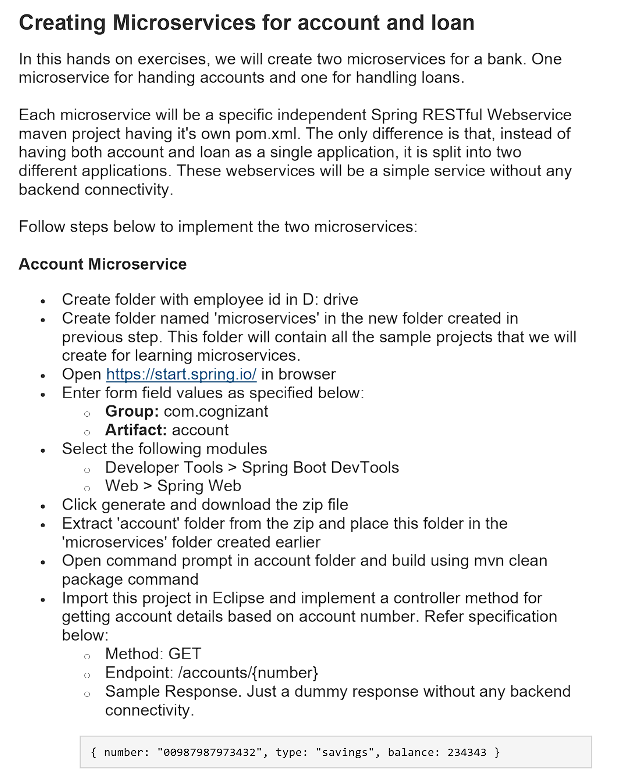 Creating Microservices for account and loan
In this hands on exercises, we will create two microservices for a bank. One
microservice for handing accounts and one for handling loans.
Each microservice will be a specific independent Spring RESTful Webservice
maven project having it's own pom.xml. The only difference is that, instead of
having both account and loan as a single application, it is split into two
different applications. These webservices will be a simple service without any
backend connectivity.
Follow steps below to implement the two microservices:
Account Microservice
• Create folder with employee id in D: drive
• Create folder named 'microservices' in the new folder created in
previous step. This folder will contain all the sample projects that we will
create for learning microservices.
• Open https://start.spring.io/ in browser
• Enter form field values as specified below:
o Group: com.cognizant
o Artifact: account
• Select the following modules
o Developer Tools > Spring Boot DevTools
o Web > Spring Web
• Click generate and download the zip file
• Extract 'account' folder from the zip and place this folder in the
'microservices' folder created earlier
• Open command prompt in account folder and build using mvn clean
package command
• Import this project in Eclipse and implement a controller method for
getting account details based on account number. Refer specification
below:
o Method: GET
o Endpoint: /accounts/{number}
o Sample Response. Just a dummy response without any backend
connectivity.
{ number: "00987987973432", type: "savings", balance: 234343 }